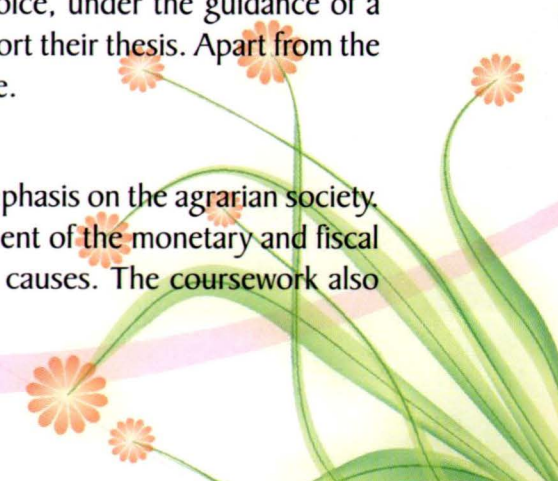 under the guidance of a
ort their thesis. Apart from the
e.
phasis on the agrarian society.
ent of the monetary and fiscal
causes. The coursework also